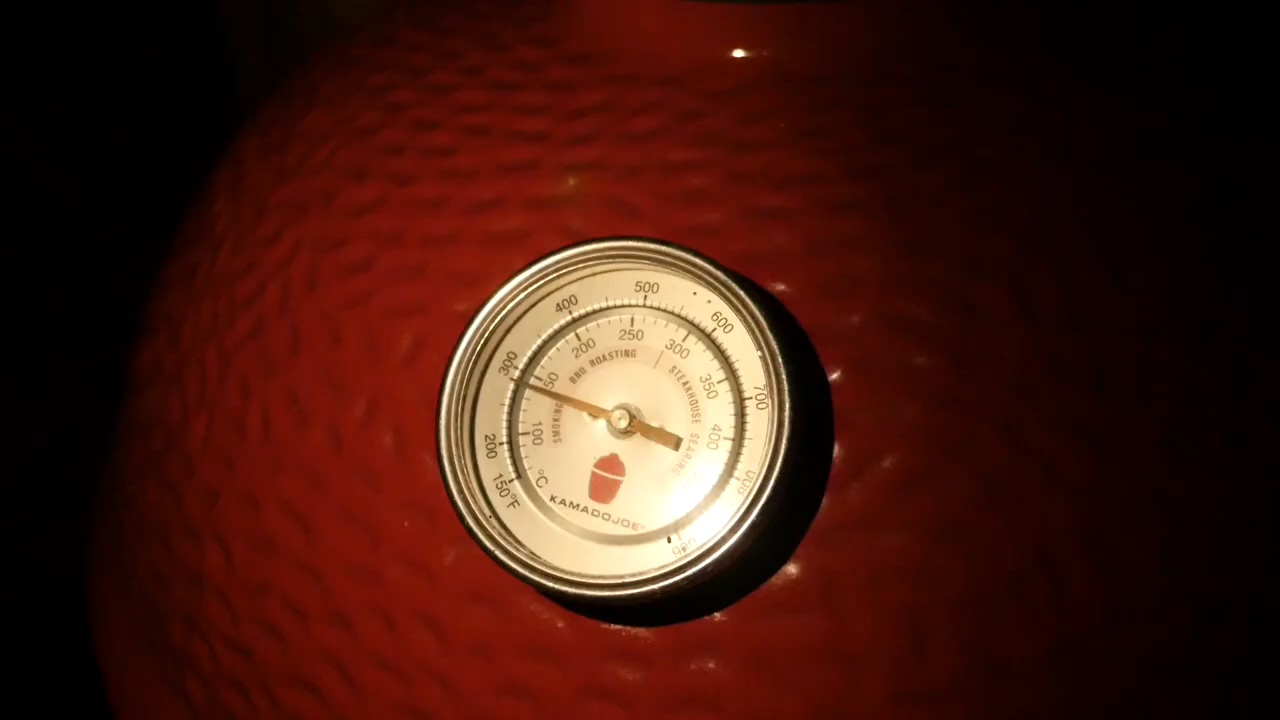 150°F
200
300
400
500
600
700
°C
100
50
200
250
300
350
400
SMOKING
BBQ ROASTING
STEAKHOUSE SEARING
KAMADOJOE